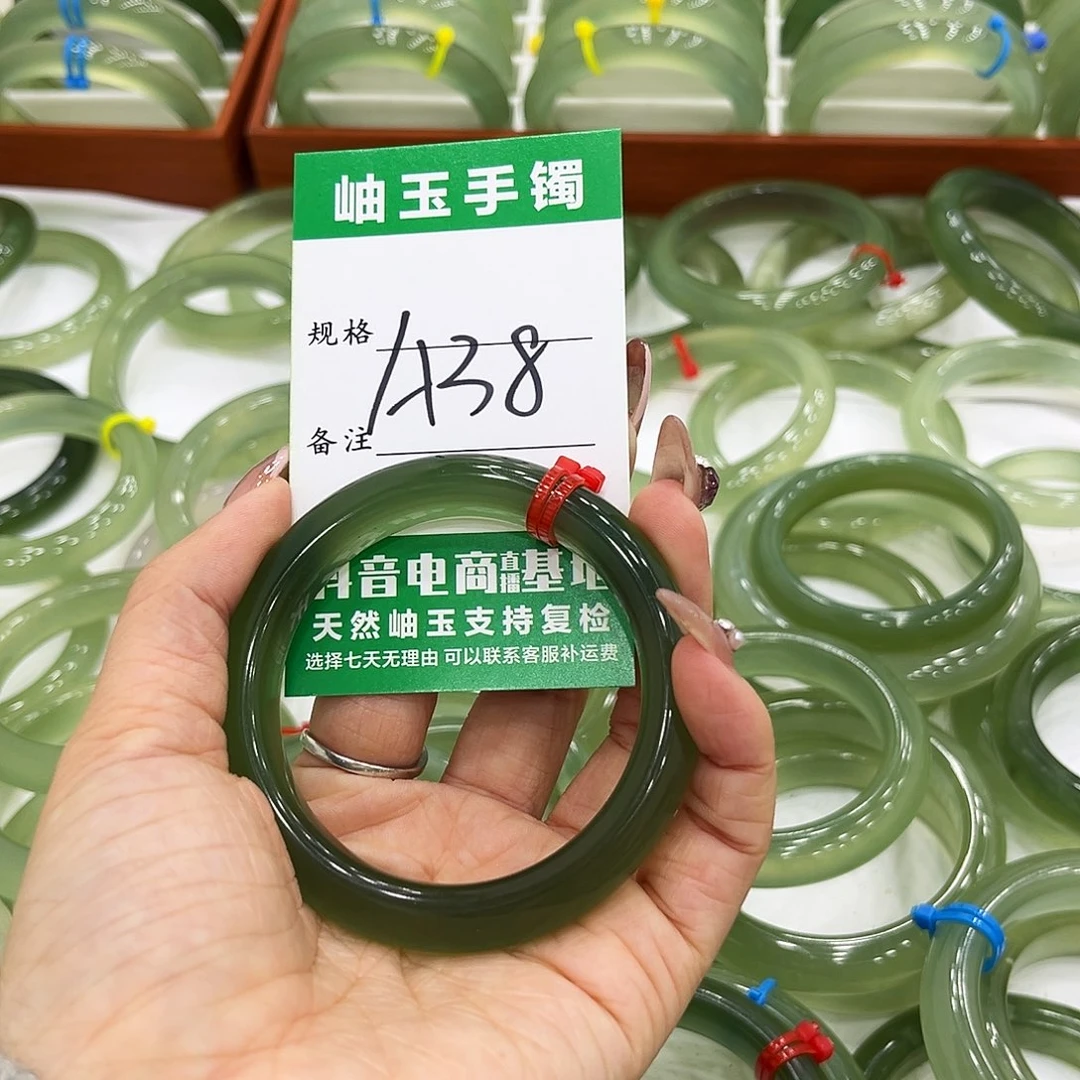 岫玉手镯
规格
A38
备注
抖音电商直播基地
天然岫玉支持复检
选择七天无理由 可以联系客服补运费